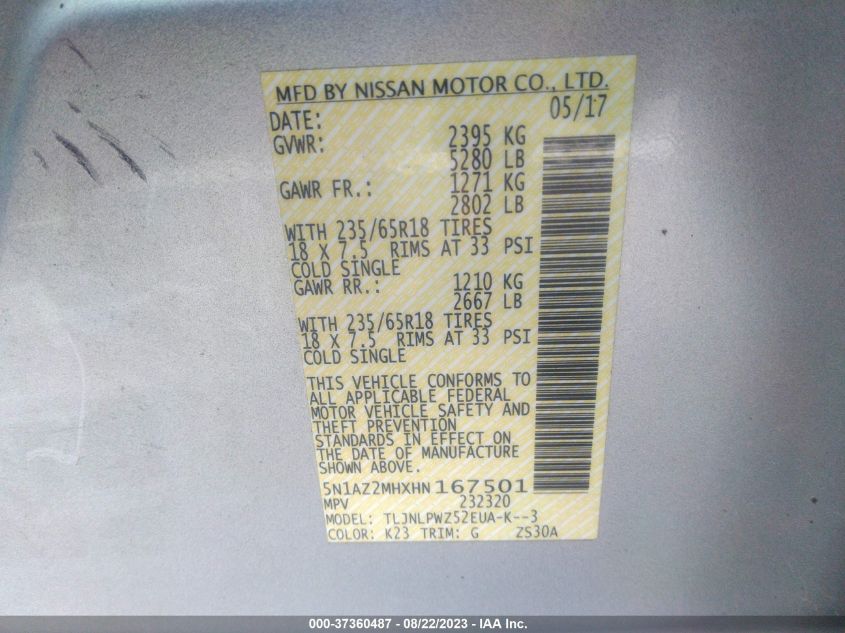 MFD BY NISSAN MOTOR CO., LTD.
DATE: 05/17
GVWR: 2395 KG
5280 LB
GAWR FR.: 1271 KG
2802 LB
WITH 235/65R18 TIRES
18 X 7.5 RIMS AT 33 PSI
COLD SINGLE
GAWR RR.: 1210 KG
2667 LB
WITH 235/65R18 TIRES
18 X 7.5 RIMS AT 33 PSI
COLD SINGLE
THIS VEHICLE CONFORMS TO
ALL APPLICABLE FEDERAL
MOTOR VEHICLE SAFETY AND
THEFT PREVENTION
STANDARDS IN EFFECT ON
THE DATE OF MANUFACTURE
SHOWN ABOVE.
5N1AZ2MHXHN167501
MPV 232320
MODEL: TLJNLPWZ52EUA-K--3
COLOR: K23 TRIM: G ZS30A
000-37360487 - 08/22/2023 - IAA Inc.